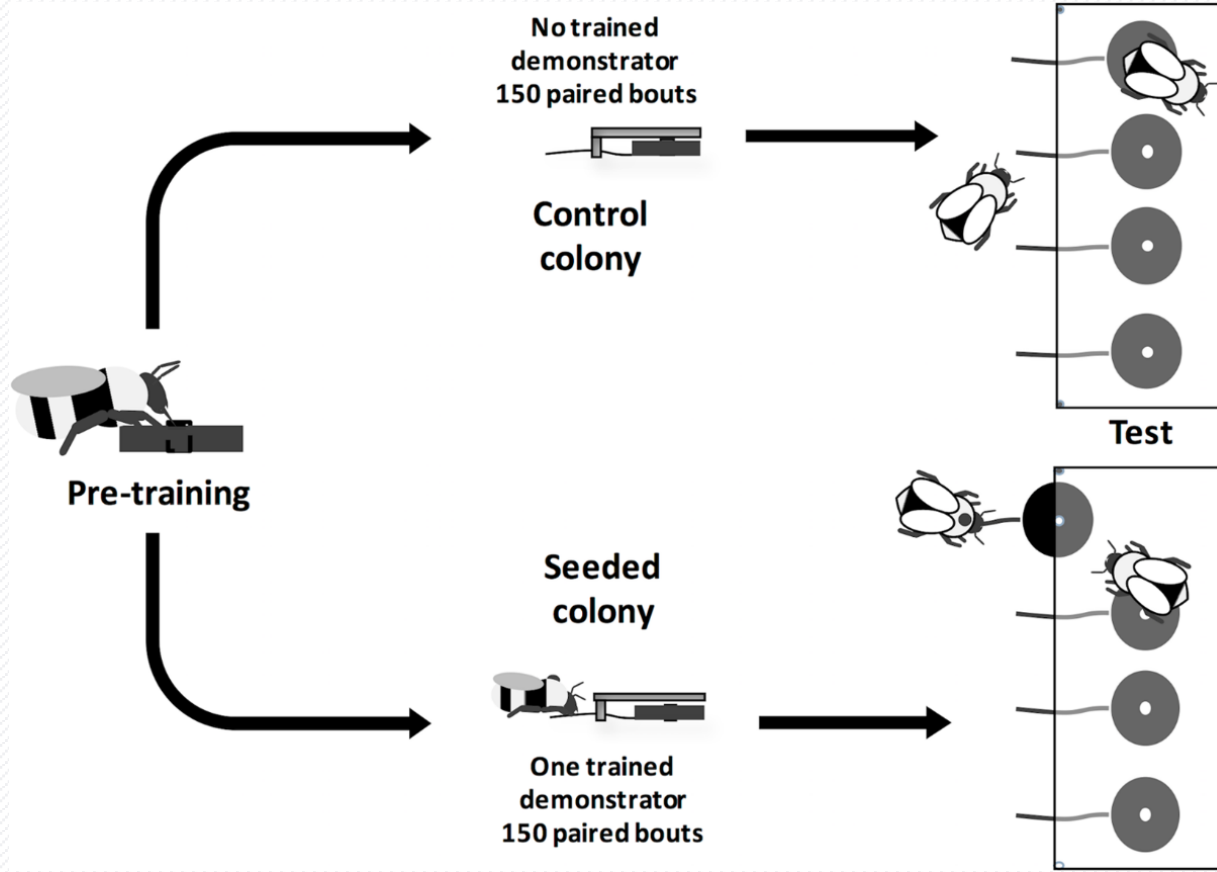 No trained
demonstrator
150 paired bouts
Control
colony
Test
Pre-training
Seeded
colony
One trained
demonstrator
150 paired bouts